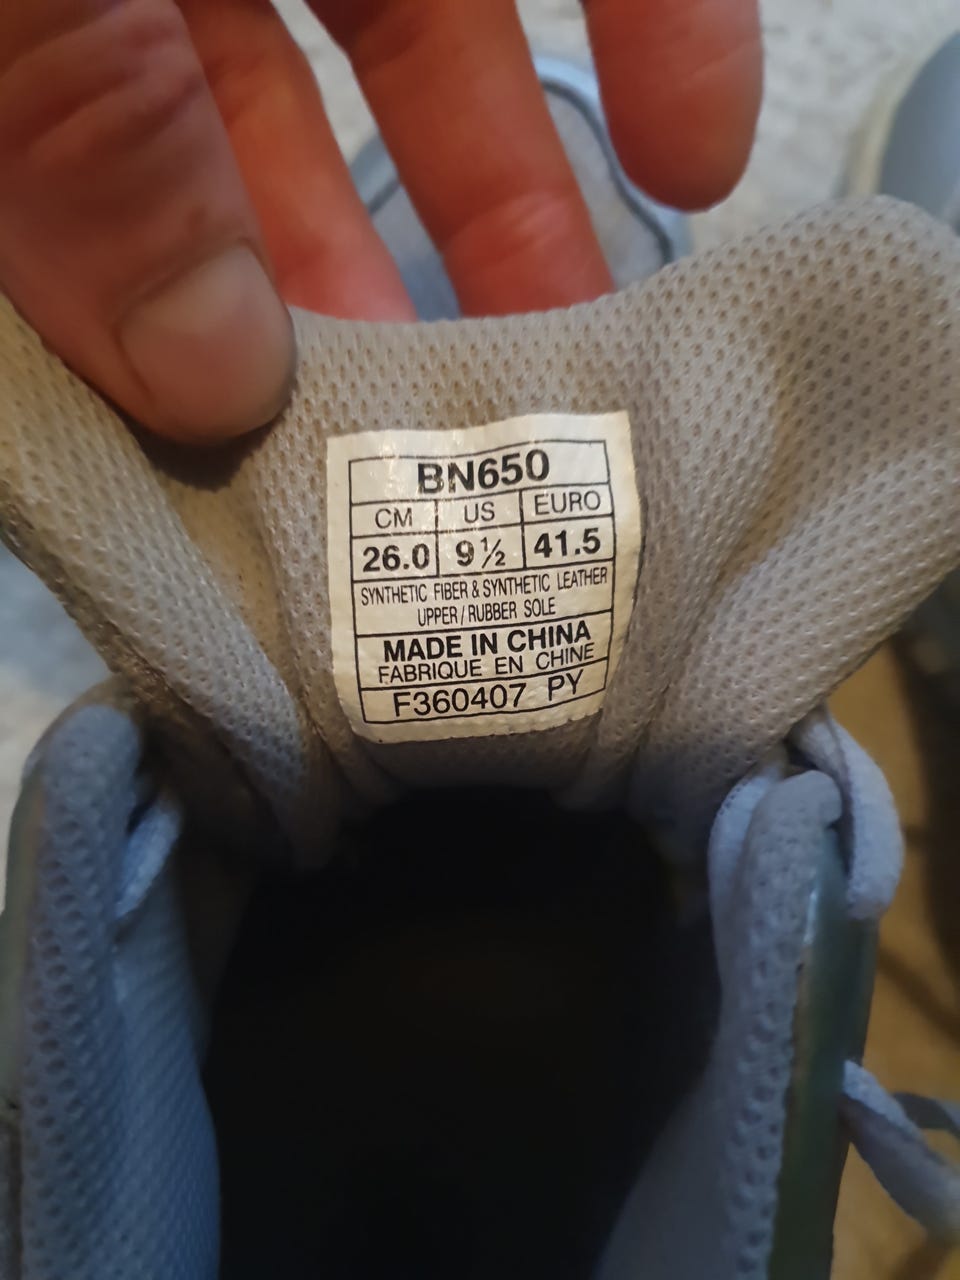 BN650
CM US EURO
26.0 9½ 41.5
SYNTHETIC FIBER & SYNTHETIC LEATHER
UPPER / RUBBER SOLE
MADE IN CHINA
FABRIQUE EN CHINE
F360407 PY